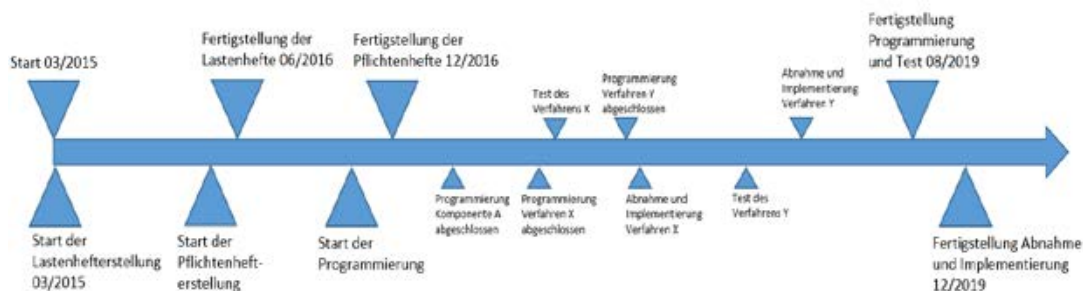 Start 03/2015
Fertigstellung der
Lastenhefte 06/2016
Fertigstellung der
Pflichtenhefte 12/2016
Test des
Verfahrens X
Programmierung
Verfahren Y
abgeschlossen
Abnahme und
Implementierung
Verfahren Y
Fertigstellung
Programmierung
und Test 08/2019
Start der
Lastenhefterstellung
03/2015
Start der
Pflichtenheft-
erstellung
Start der
Programmierung
Programmierung
Komponente A
abgeschlossen
Programmierung
Verfahren X
abgeschlossen
Abnahme und
Implementierung
Verfahren X
Test des
Verfahrens Y
Fertigstellung Abnahme
und Implementierung
12/2019